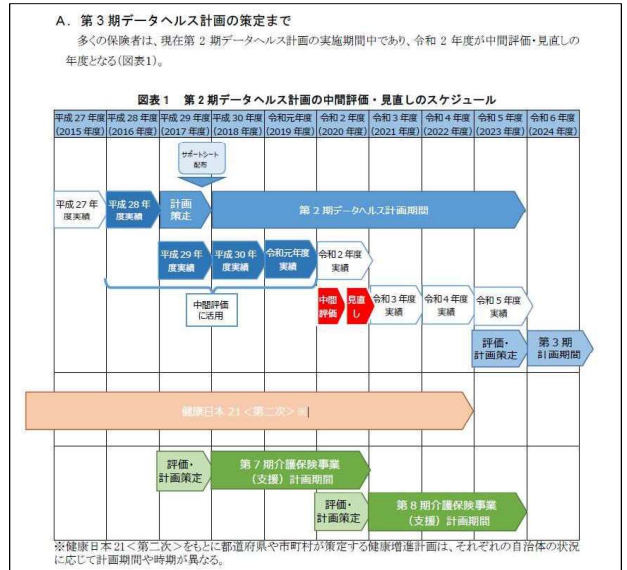 A．第3期データヘルス計画の策定まで
多くの保険者は、現在第2期データヘルス計画の実施期間中であり、令和2年度が中間評価・見直しの
年度となる(図表1)。
図表1　第2期データヘルス計画の中間評価・見直しのスケジュール
平成27年度 平成28年度 平成29年度 平成30年度 令和元年度 令和2年度 令和3年度 令和4年度 令和5年度 令和6年度
(2015年度) (2016年度) (2017年度) (2018年度) (2019年度) (2020年度) (2021年度) (2022年度) (2023年度) (2024年度)
サポートシート
配布
平成27年
度実績
平成28年
度実績
計画
策定
第2期データヘルス計画期間
平成29年
度実績
平成30年
度実績
令和元年度
実績
令和2年度
実績
中間評価
に活用
中間
評価
見直
し
令和3年度
実績
令和4年度
実績
令和5年度
実績
評価・
計画策定
第3期
計画期間
健康日本21＜第二次＞※
評価・
計画策定
第7期介護保険事業
(支援)計画期間
評価・
計画策定
第8期介護保険事業
(支援)計画期間
※健康日本21＜第二次＞をもとに都道府県や市町村が策定する健康増進計画は、それぞれの自治体の状況
に応じて計画期間や時期が異なる。